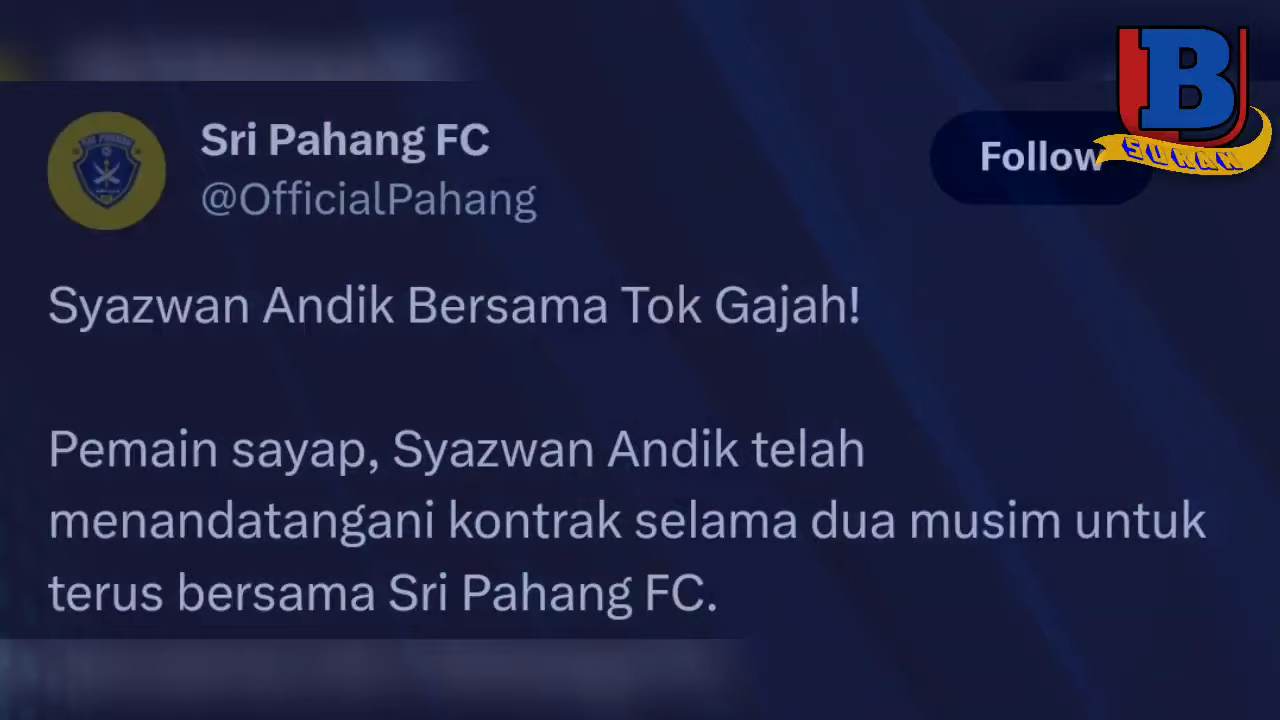 Sri Pahang FC
@OfficialPahang
Follow
B
SURAN
Syazwan Andik Bersama Tok Gajah!
Pemain sayap, Syazwan Andik telah
menandatangani kontrak selama dua musim untuk
terus bersama Sri Pahang FC.